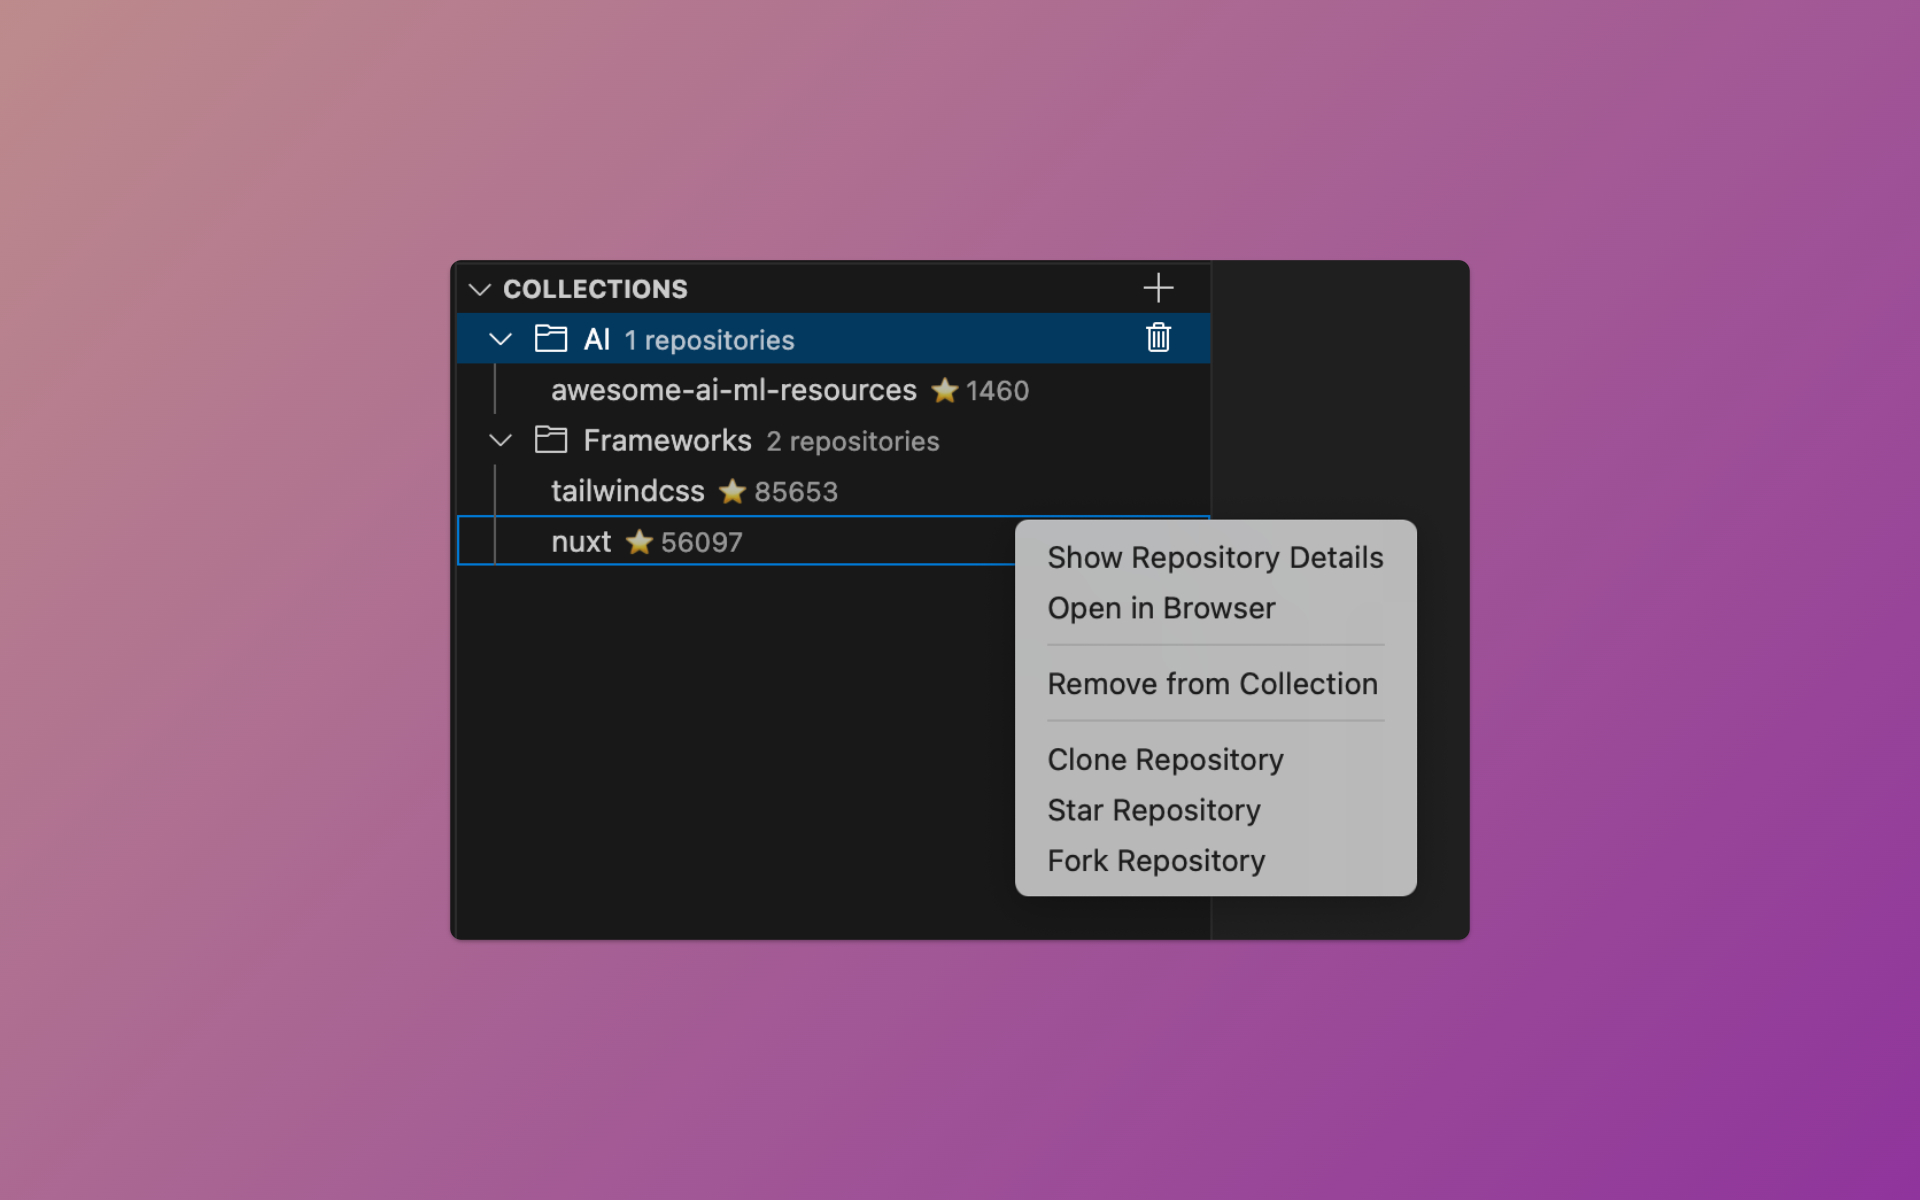 COLLECTIONS
AI 1 repositories
awesome-ai-ml-resources ⭐ 1460
Frameworks 2 repositories
tailwindcss ⭐ 85653
nuxt ⭐ 56097
Show Repository Details
Open in Browser
Remove from Collection
Clone Repository
Star Repository
Fork Repository